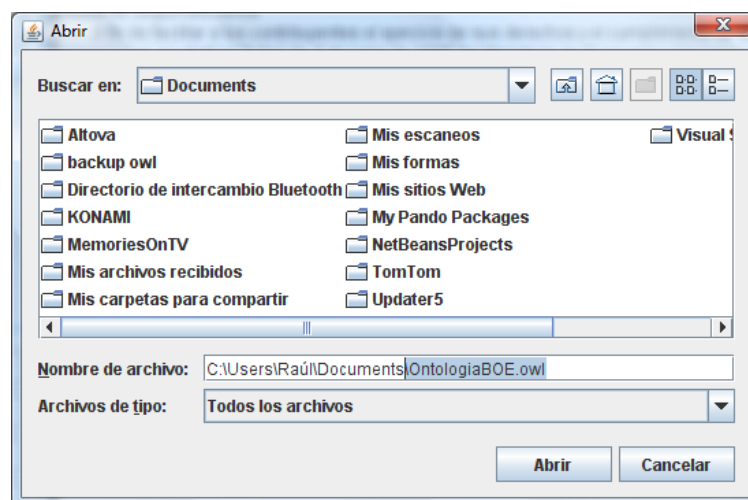 Abrir
Buscar en: Documents
Altova Mis escaneos Visual
backup owl Mis formas
Directorio de intercambio Bluetooth Mis sitios Web
KONAMI My Pando Packages
MemoriesOnTV NetBeansProjects
Mis archivos recibidos TomTom
Mis carpetas para compartir Updater5
Nombre de archivo: C:\Users\Raúl\Documents\OntologiaBOE.owl
Archivos de tipo: Todos los archivos
Abrir Cancelar